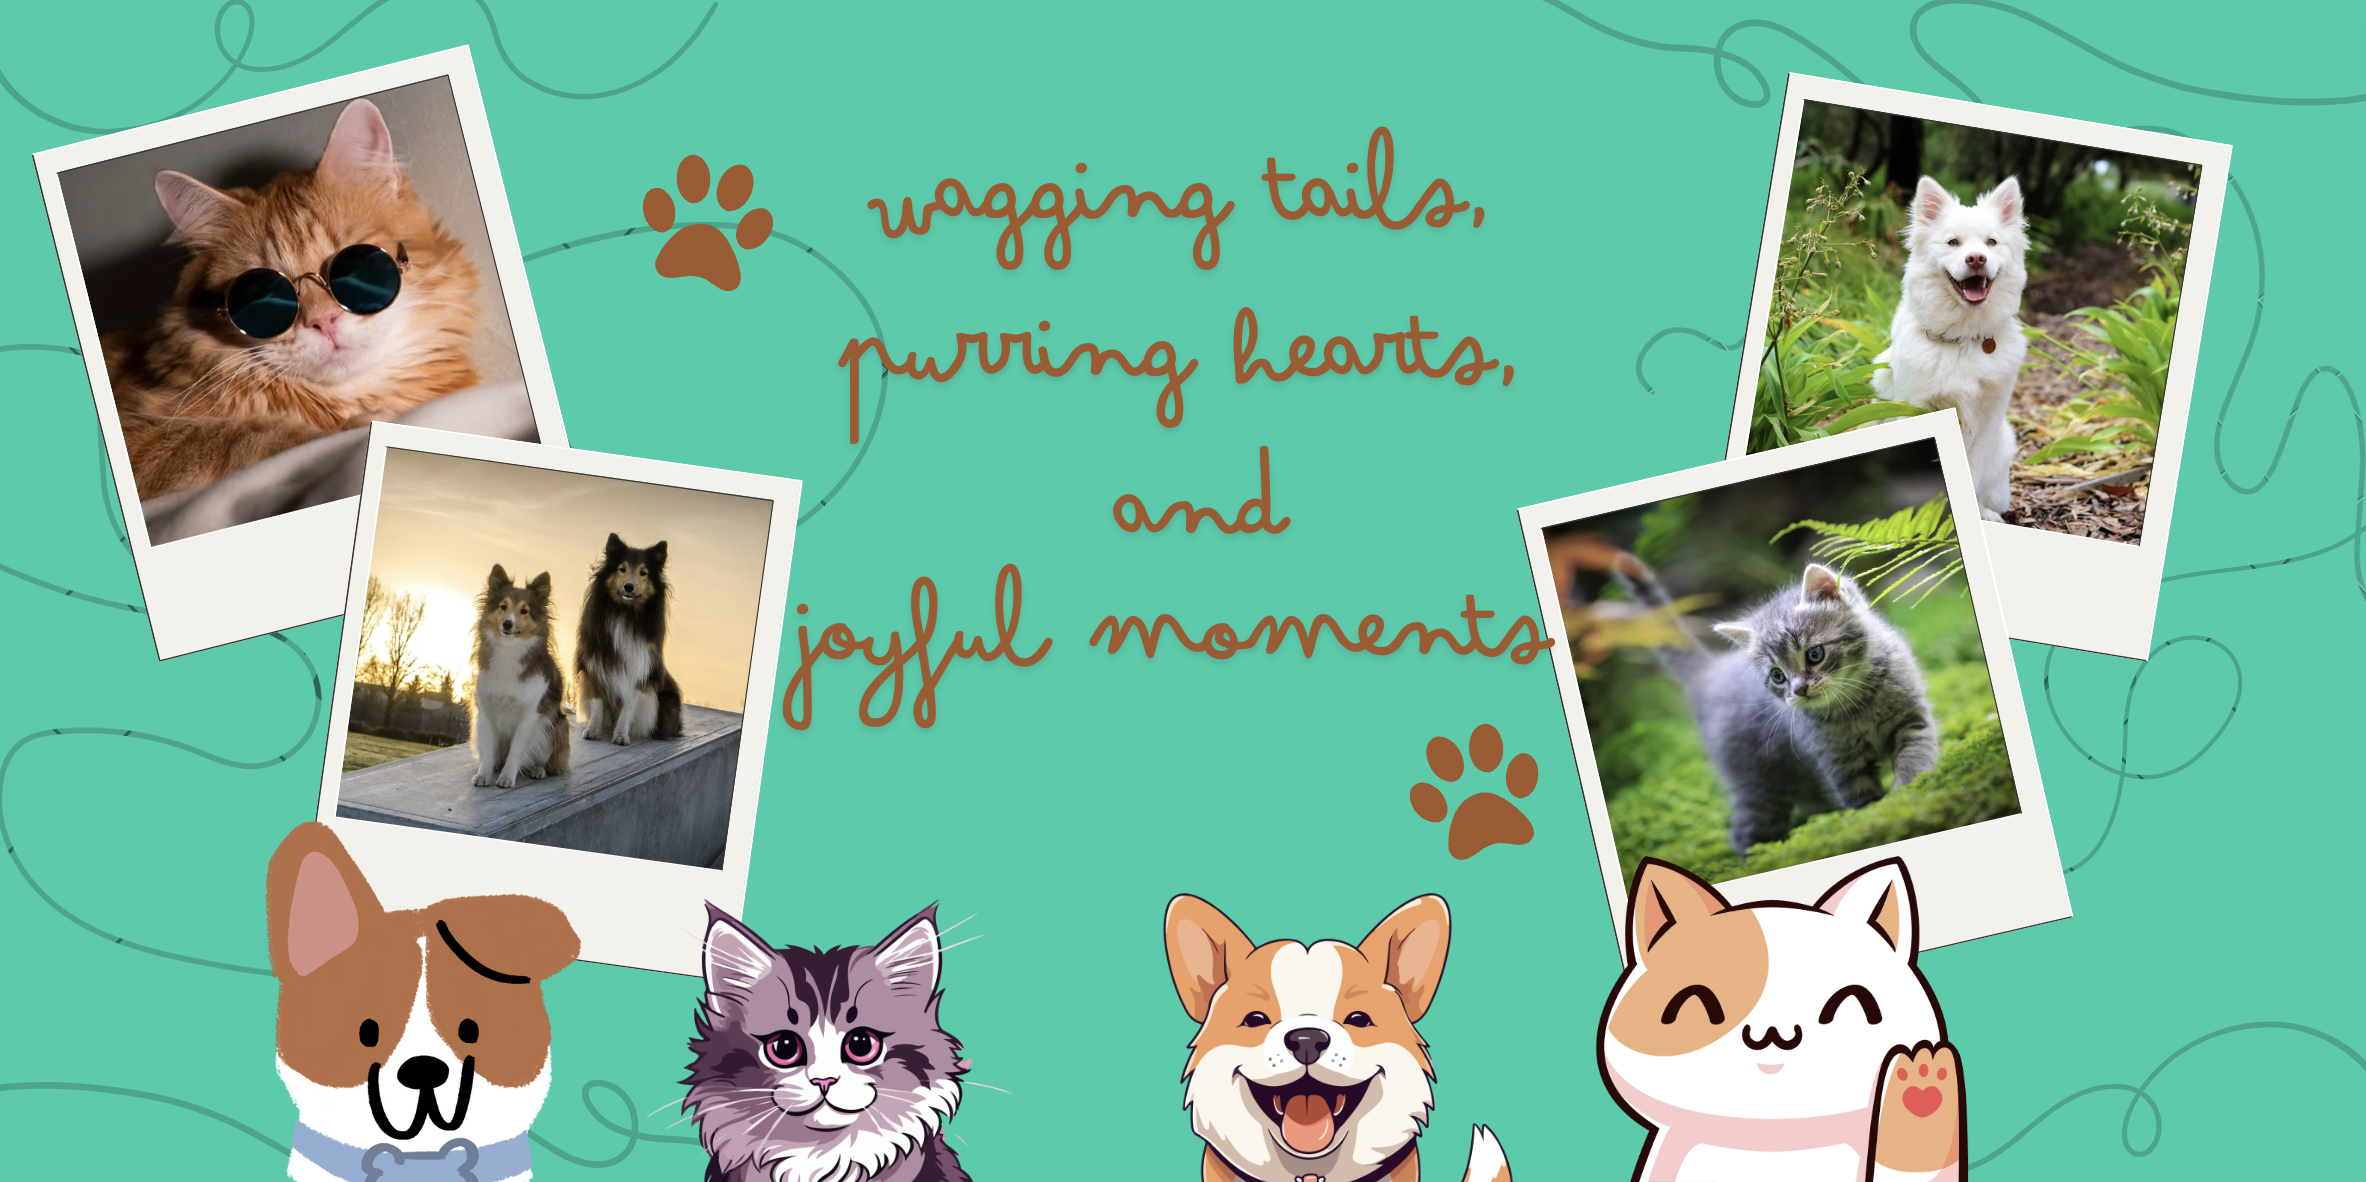 wagging tails,
purring hearts,
and
joyful moments